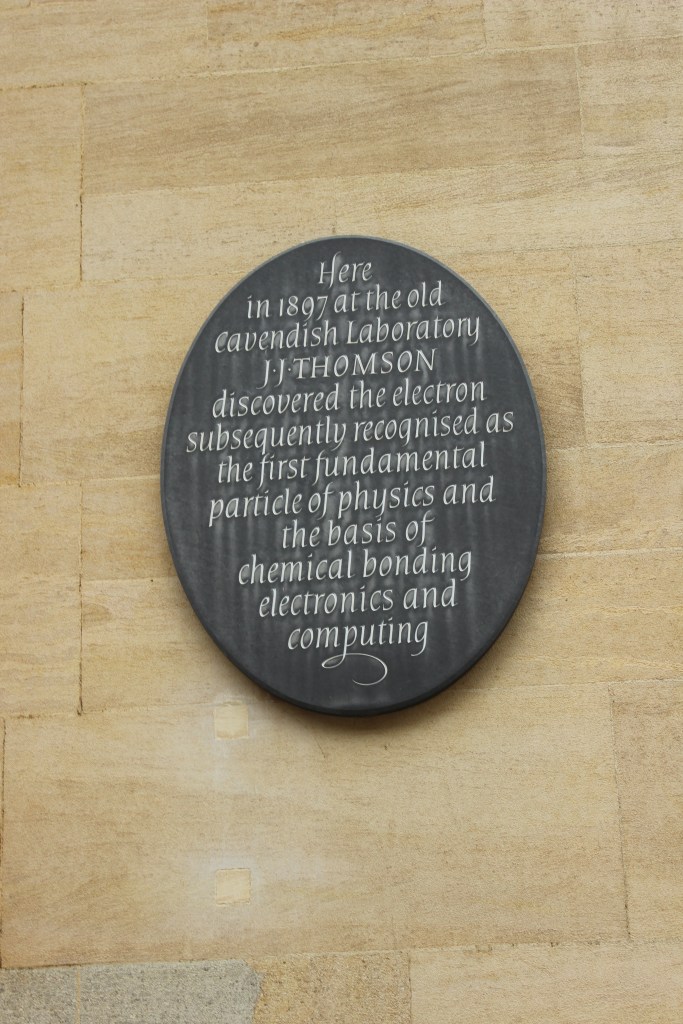 Here
in 1897 at the old
Cavendish Laboratory
J·J·THOMSON
discovered the electron
subsequently recognised as
the first fundamental
particle of physics and
the basis of
chemical bonding
electronics and
computing